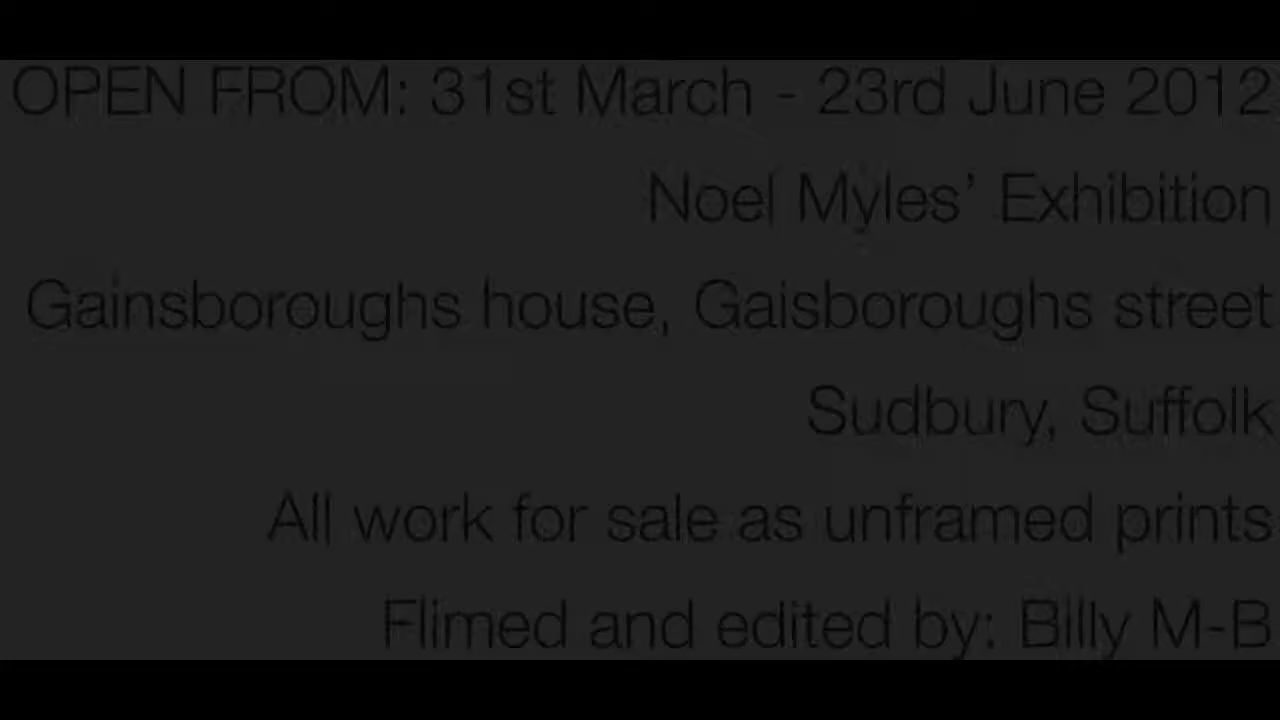 OPEN FROM: 31st March - 23rd June 2012
Noel Myles’ Exhibition
Gainsboroughs house, Gaisboroughs street
Sudbury, Suffolk
All work for sale as unframed prints
Flimed and edited by: Billy M-B